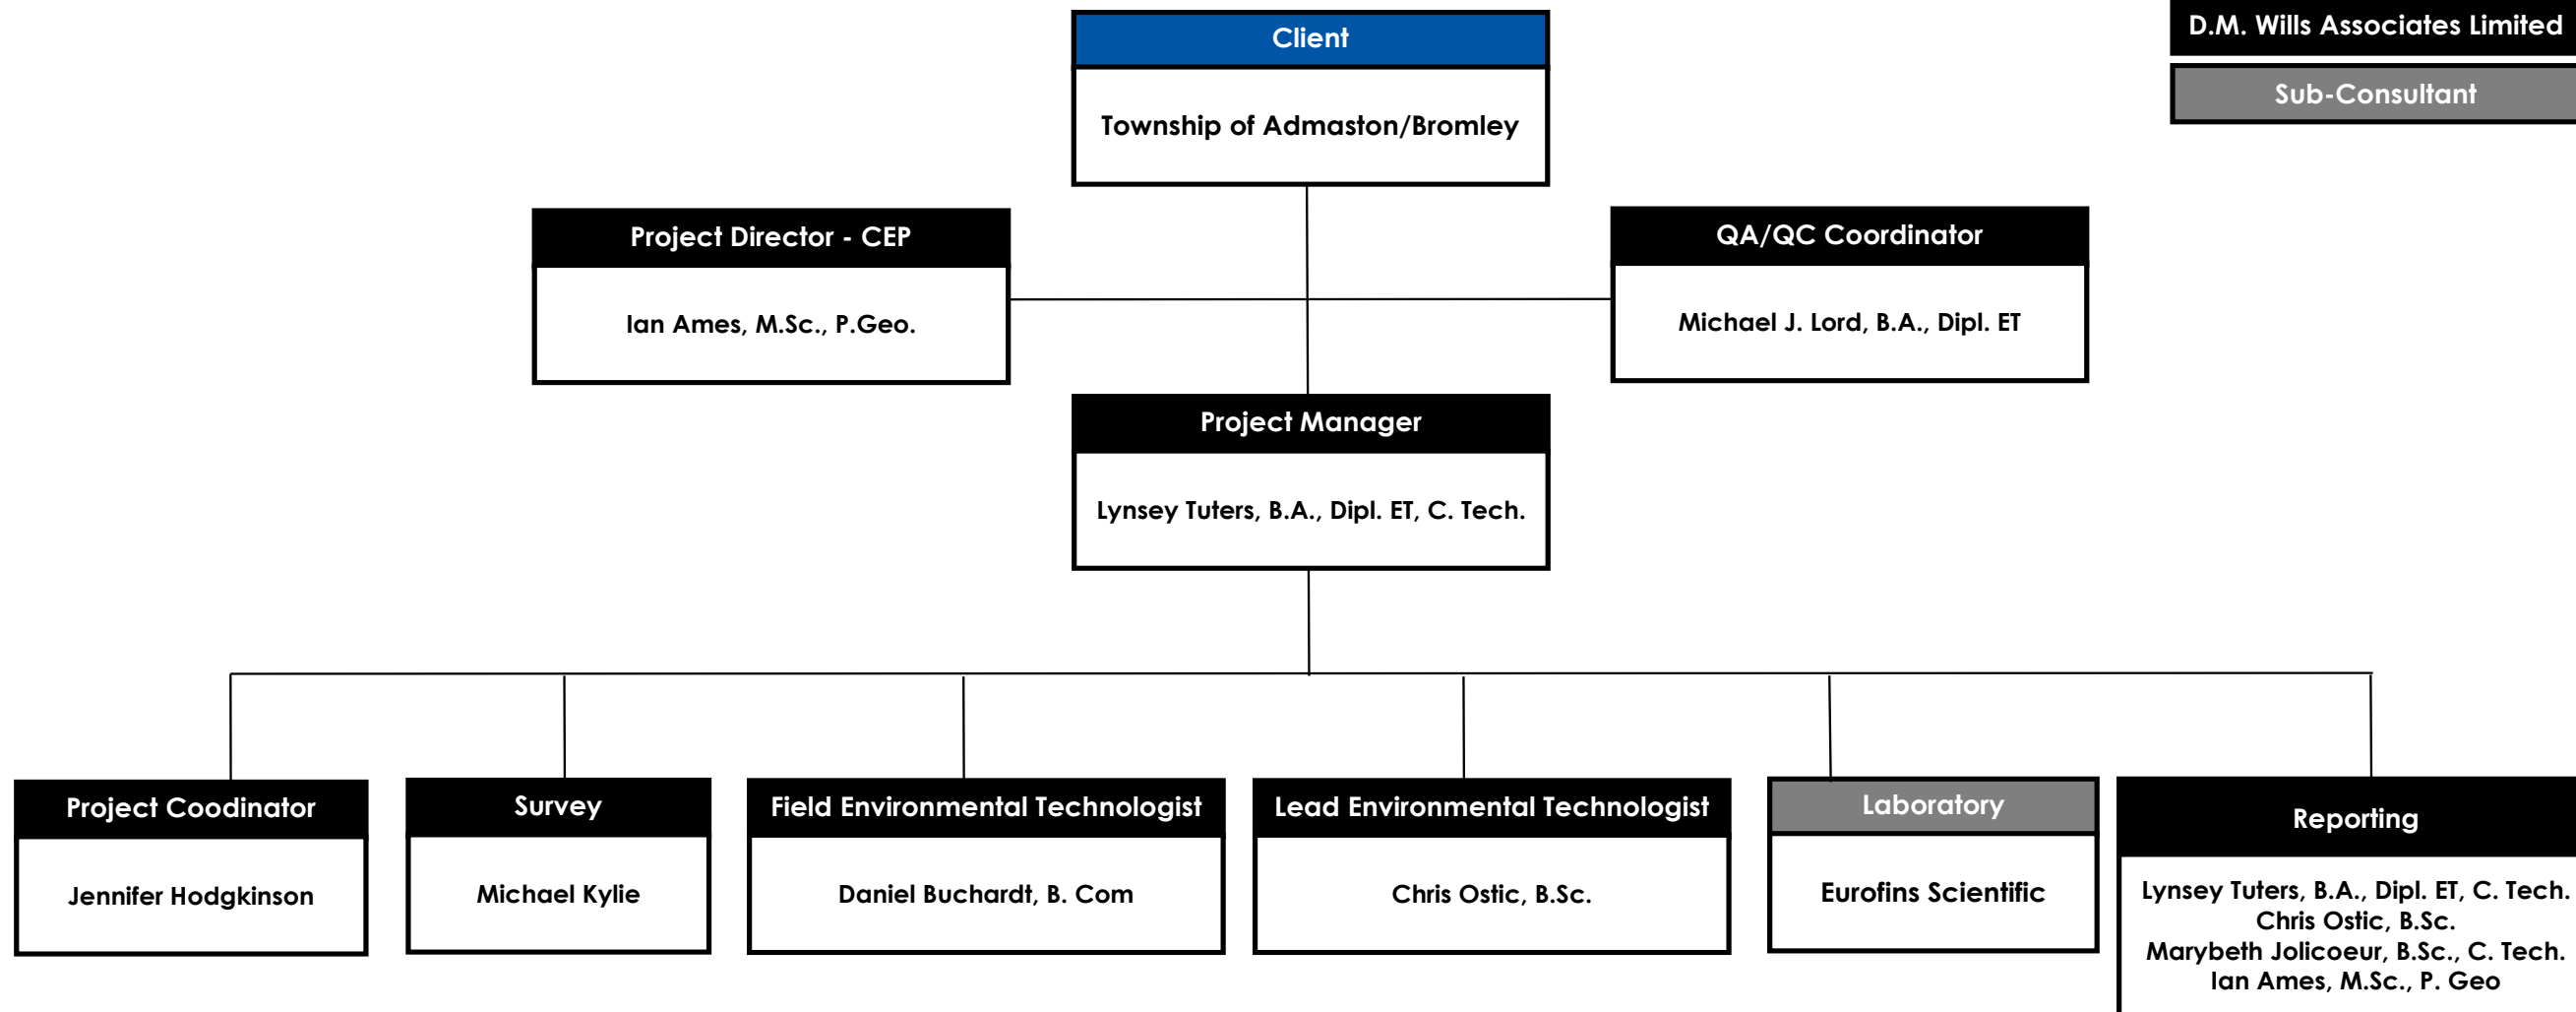 D.M. Wills Associates Limited
Sub-Consultant
Client
Township of Admaston/Bromley
Project Director - CEP
Ian Ames, M.Sc., P.Geo.
QA/QC Coordinator
Michael J. Lord, B.A., Dipl. ET
Project Manager
Lynsey Tuters, B.A., Dipl. ET, C. Tech.
Project Coodinator
Jennifer Hodgkinson
Survey
Michael Kylie
Field Environmental Technologist
Daniel Buchardt, B. Com
Lead Environmental Technologist
Chris Ostic, B.Sc.
Laboratory
Eurofins Scientific
Reporting
Lynsey Tuters, B.A., Dipl. ET, C. Tech.
Chris Ostic, B.Sc.
Marybeth Jolicoeur, B.Sc., C. Tech.
Ian Ames, M.Sc., P. Geo